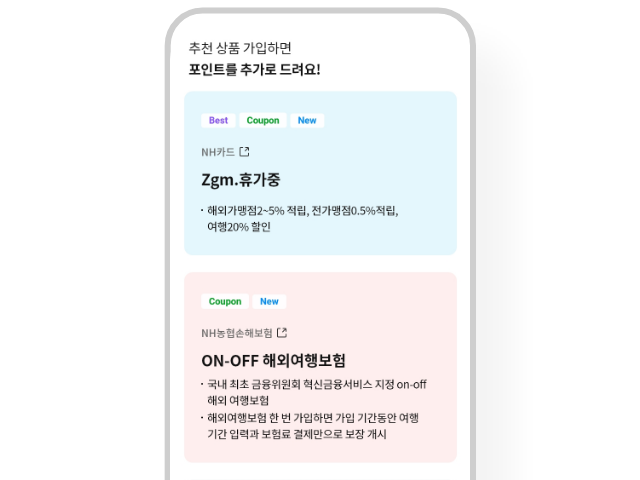 추천 상품 가입하면
포인트를 추가로 드려요!
Best Coupon New
NH카드
Zgm.휴가중
· 해외가맹점2~5% 적립, 전가맹점0.5%적립,
여행20% 할인
Coupon New
NH농협손해보험
ON-OFF 해외여행보험
· 국내 최초 금융위원회 혁신금융서비스 지정 on-off
해외 여행보험
· 해외여행보험 한 번 가입하면 가입 기간동안 여행
기간 입력과 보험료 결제만으로 보장 개시